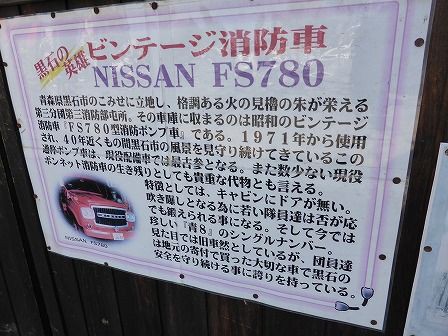 黒石の英雄 ビンテージ消防車
NISSAN FS780
青森県黒石市のこみせに立地し、格調ある火の見櫓の朱が栄える
第三分団第三消防部屯所。その車庫に収まるのは昭和のビンテージ
消防車『FS780型消防ポンプ車』である。1971年から使用
され、40年近くもの間黒石市の風景を見守り続けてきているこの
通称ポンプ車は、現役配備車では最古参となる。また数少ない現役
ボンネット消防車の生き残りとしても貴重な代物とも言える。
特徴としては、キャビンにドアが無い。
吹き曝しとなる為に若い隊員達は否が応
でも鍛えられる事になる。そして今では
珍しい『青8』のシングルナンバー。
見た目では旧車然としているが、団員達
は地元の寄付で買った大切な車で黒石の
安全を守り続ける事に誇りを持っている。
NISSAN FS780